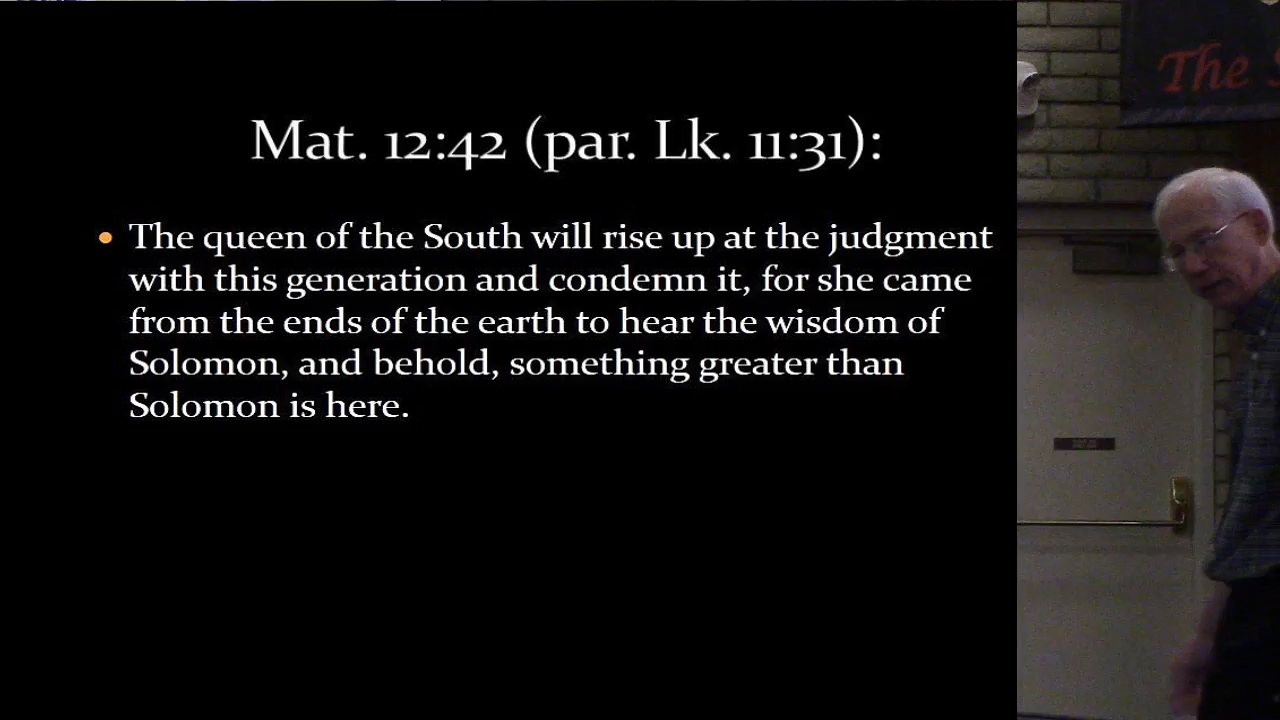 Mat. 12:42 (par. Lk. 11:31):
• The queen of the South will rise up at the judgment
with this generation and condemn it, for she came
from the ends of the earth to hear the wisdom of
Solomon, and behold, something greater than
Solomon is here.
The